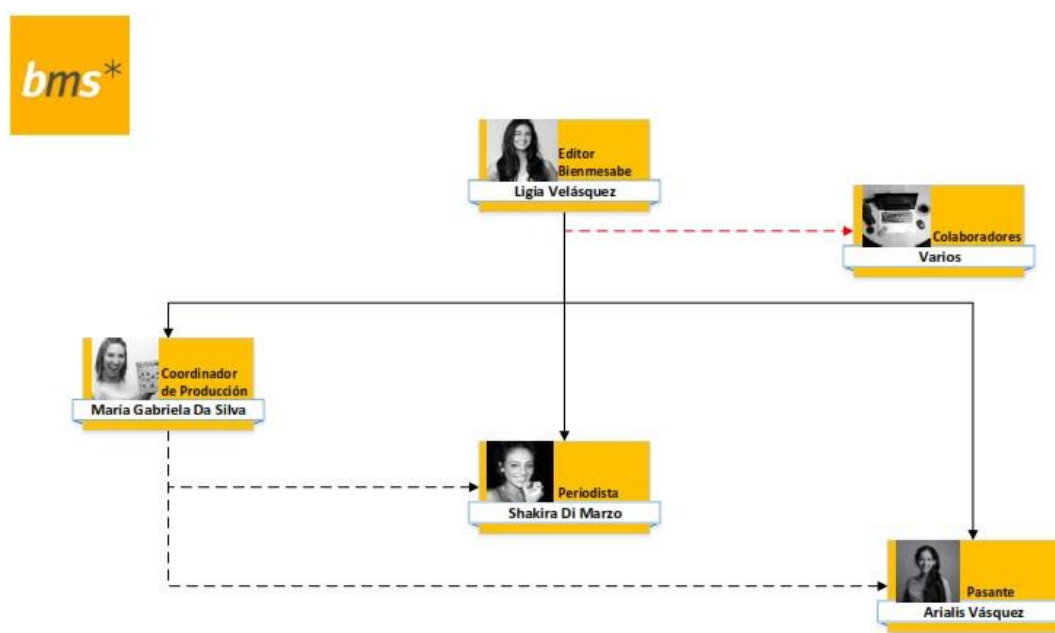 bms*
Editor
Bienmesabe
Ligia Velásquez
Colaboradores
Varios
Coordinador
de Producción
María Gabriela Da Silva
Periodista
Shakira Di Marzo
Pasante
Arialis Vásquez